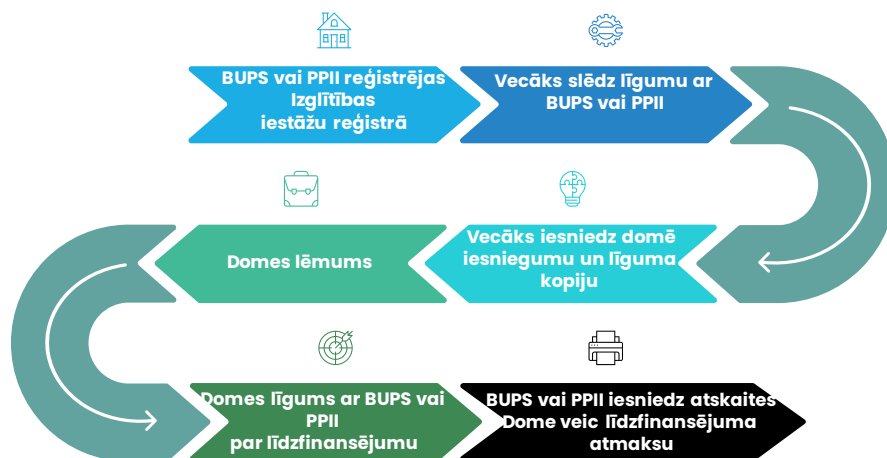 BUPS vai PPII reģistrējas
Izglītības
iestāžu reģistrā
Vecāks slēdz līgumu ar
BUPS vai PPII
Vecāks iesniedz domē
iesniegumu un līguma
kopiju
Domes lēmums
Domes līgums ar BUPS vai
PPII
par līdzfinansējumu
BUPS vai PPII iesniedz atskaites
Dome veic līdzfinansējuma
atmaksu